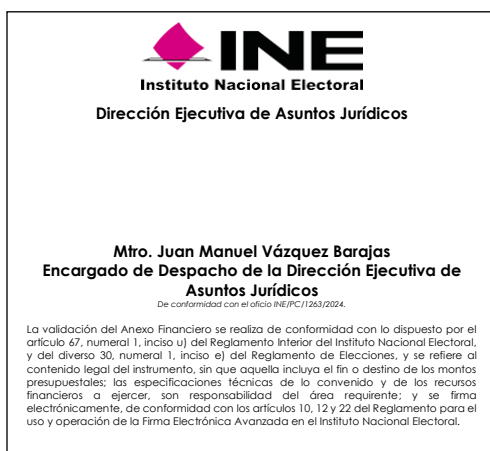 INE
Instituto Nacional Electoral
Dirección Ejecutiva de Asuntos Jurídicos
Mtro. Juan Manuel Vázquez Barajas
Encargado de Despacho de la Dirección Ejecutiva de
Asuntos Jurídicos
De conformidad con el oficio INE/PC/1263/2024.
La validación del Anexo Financiero se realiza de conformidad con lo dispuesto por el
artículo 67, numeral 1, inciso u) del Reglamento Interior del Instituto Nacional Electoral,
y del diverso 30, numeral 1, inciso e) del Reglamento de Elecciones, y se refiere al
contenido legal del instrumento, sin que aquella incluya el fin o destino de los montos
presupuestales; las especificaciones técnicas de lo convenido y de los recursos
financieros a ejercer, son responsabilidad del área requirente; y se firma
electrónicamente, de conformidad con los artículos 10, 12 y 22 del Reglamento para el
uso y operación de la Firma Electrónica Avanzada en el Instituto Nacional Electoral.